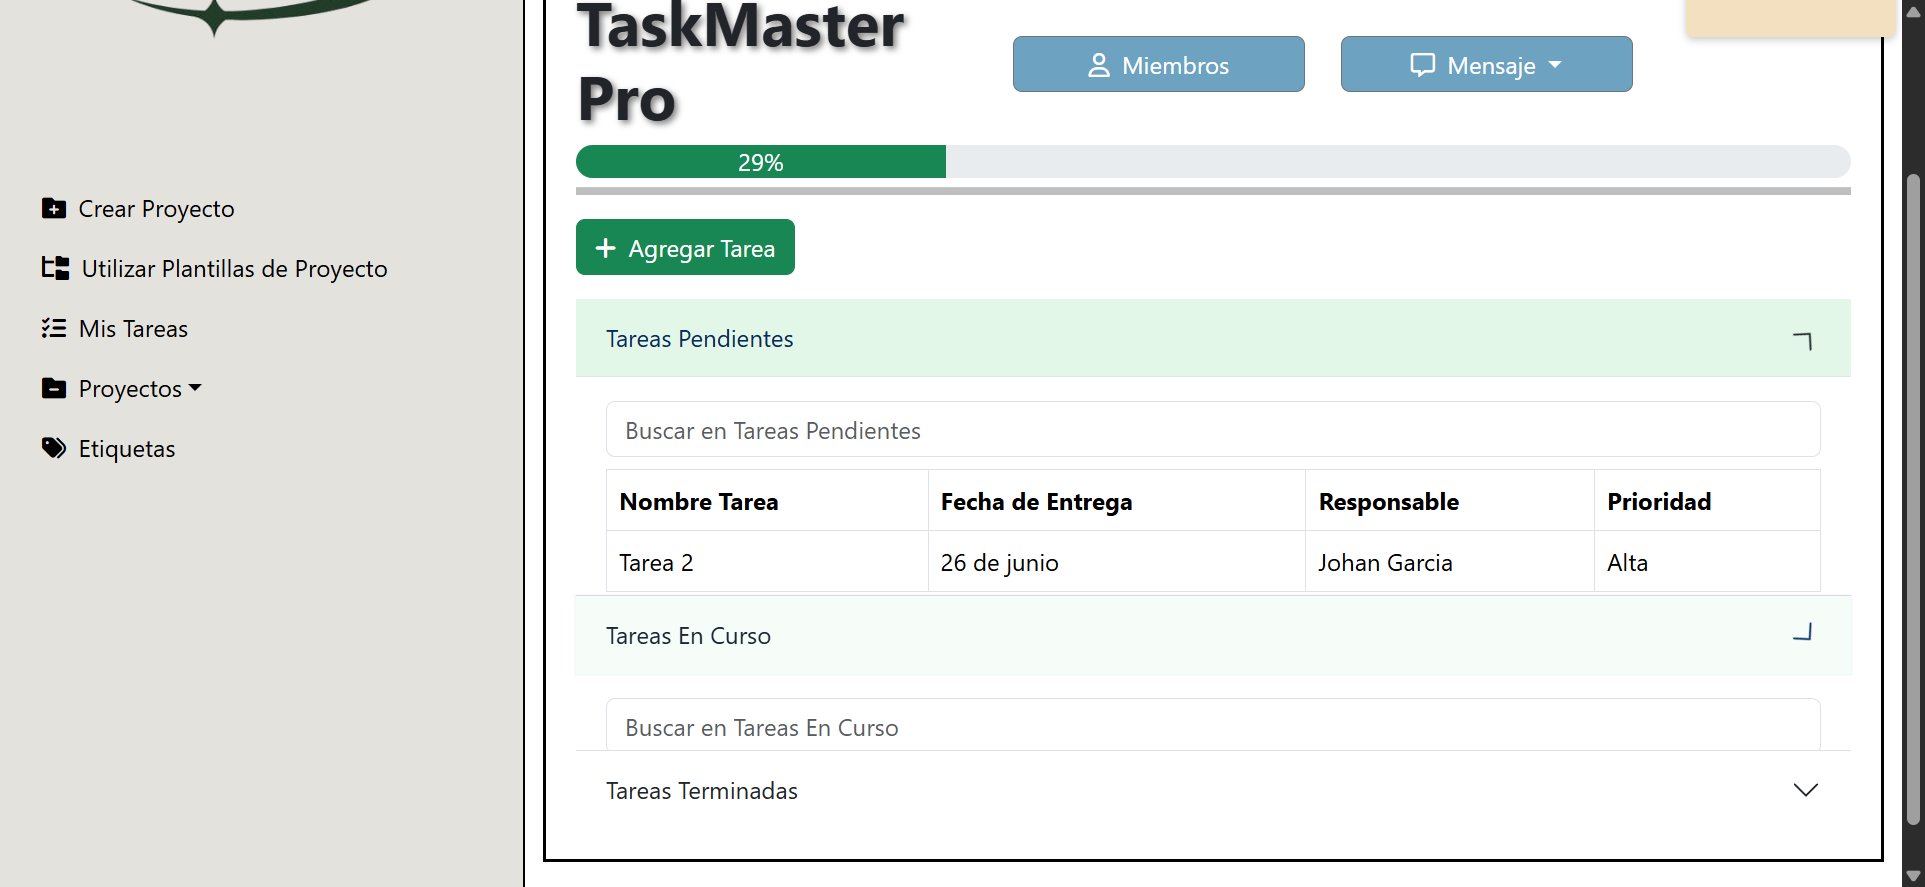 Crear Proyecto
Utilizar Plantillas de Proyecto
Mis Tareas
Proyectos
Etiquetas
TaskMaster
Pro
Miembros
Mensaje
29%
Agregar Tarea
Tareas Pendientes
Buscar en Tareas Pendientes
Nombre Tarea Fecha de Entrega Responsable Prioridad
Tarea 2 26 de junio Johan Garcia Alta
Tareas En Curso
Buscar en Tareas En Curso
Tareas Terminadas